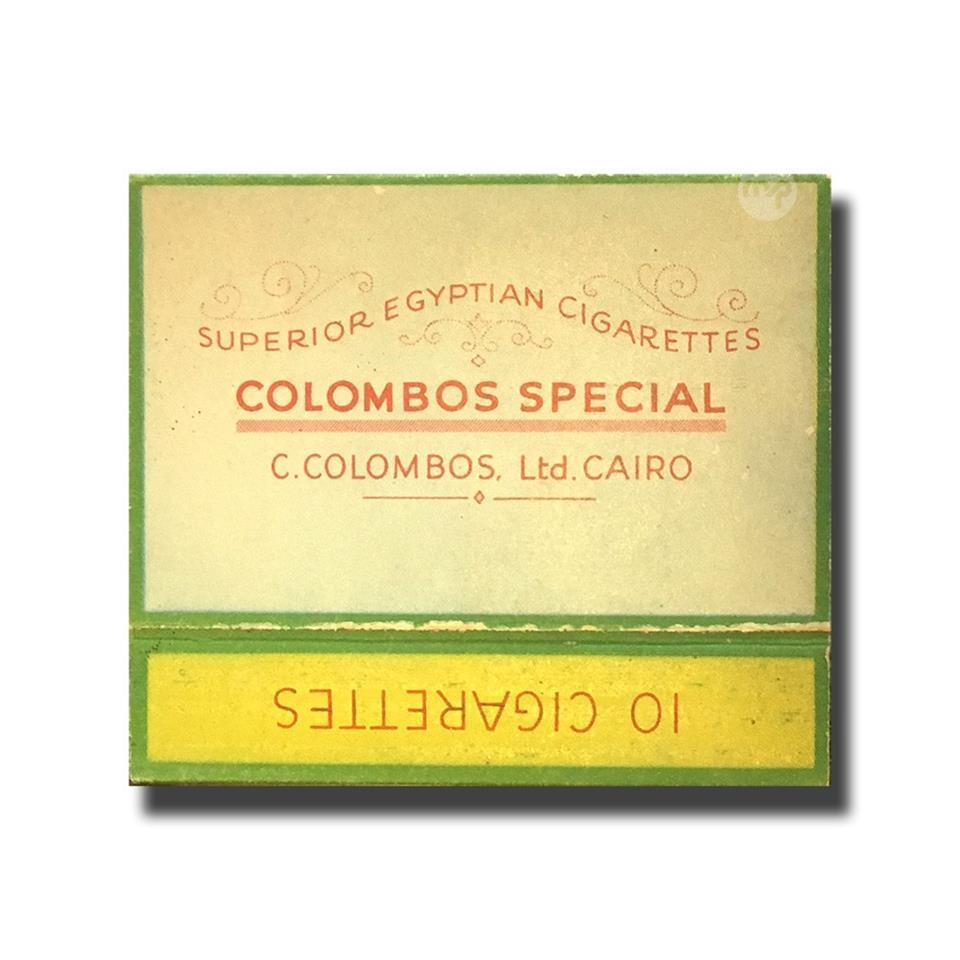 SUPERIOR EGYPTIAN CIGARETTES
COLOMBOS SPECIAL
C. COLOMBOS, Ltd. CAIRO
10 CIGARETTES